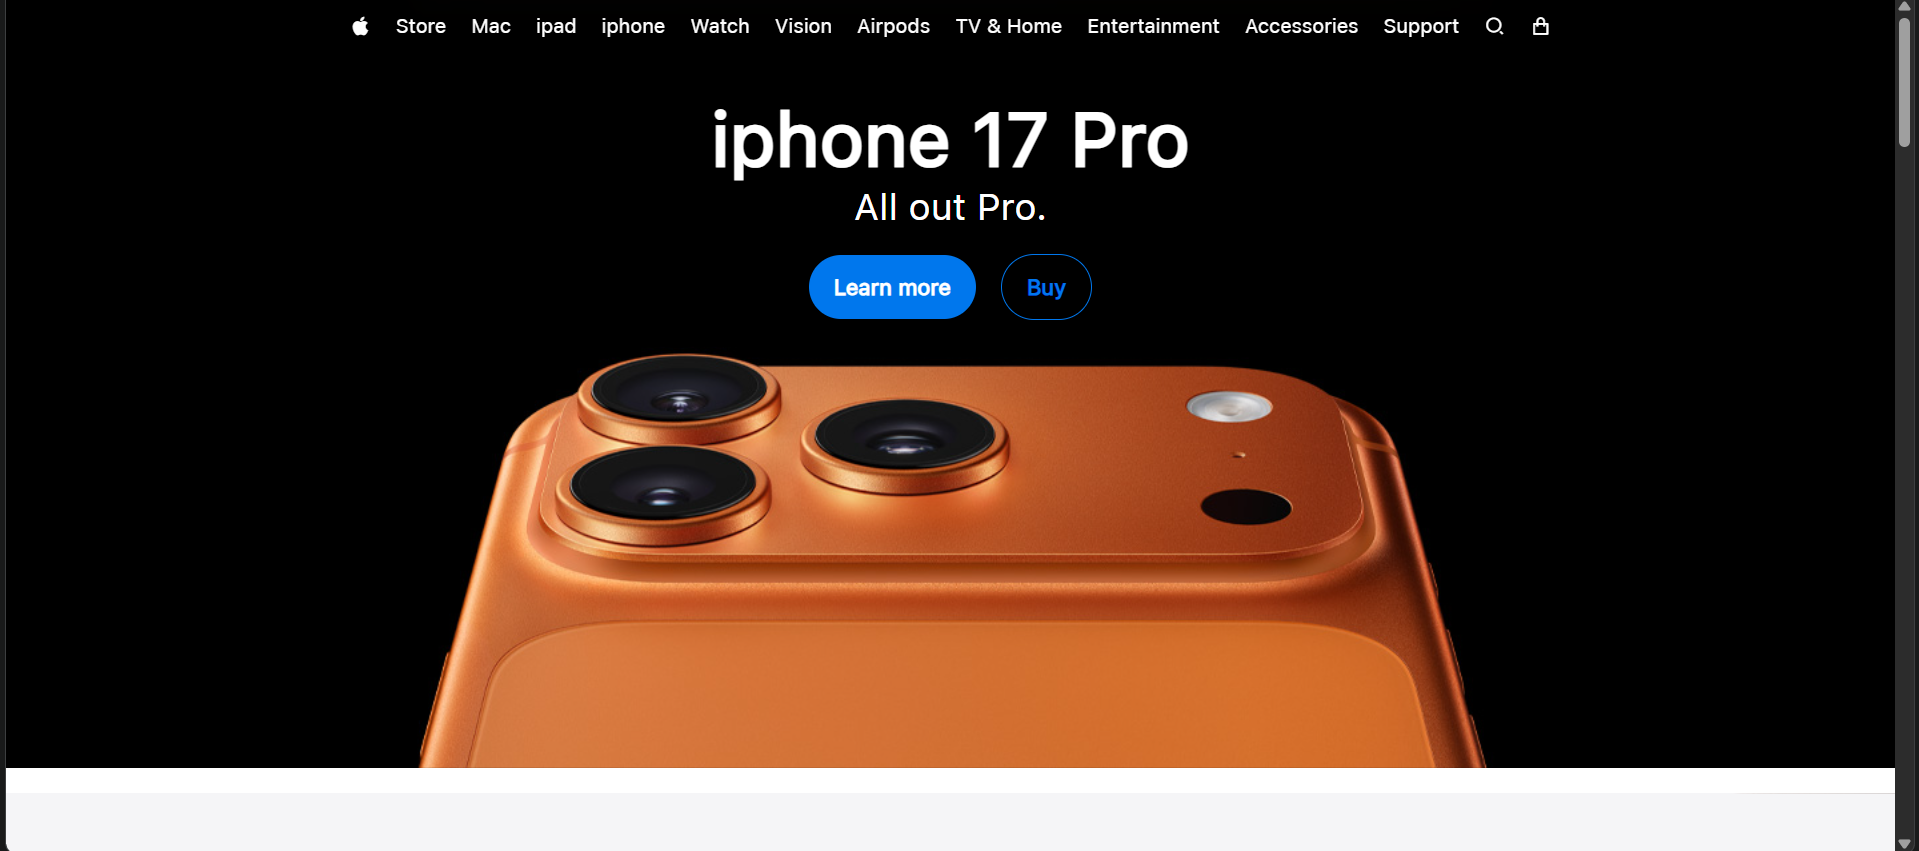 Store Mac ipad iphone Watch Vision Airpods TV & Home Entertainment Accessories Support
iphone 17 Pro
All out Pro.
Learn more Buy